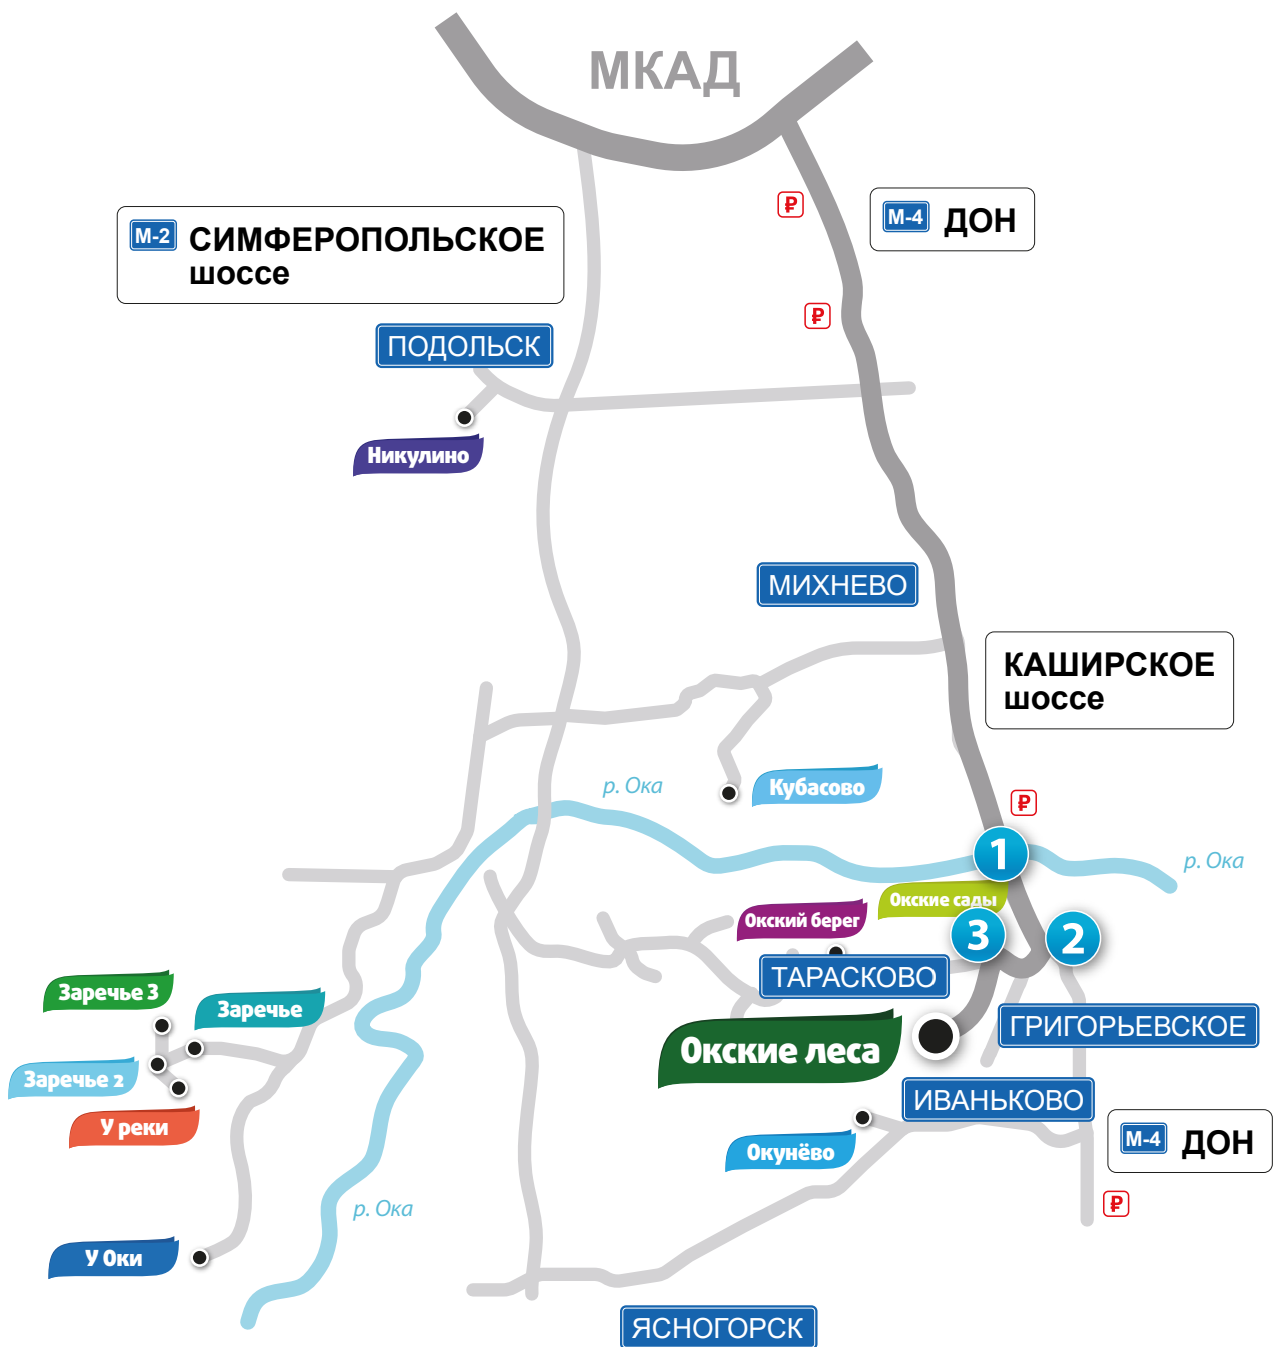 МКАД
₽
М-4 ДОН
М-2 СИМФЕРОПОЛЬСКОЕ
шоссе
₽
ПОДОЛЬСК
Никулино
МИХНЕВО
КАШИРСКОЕ
шоссе
р. Ока
Кубасово
₽
1
р. Ока
Окские сады
Окский берег
3
2
ТАРАСКОВО
Заречье 3
Заречье
ГРИГОРЬЕВСКОЕ
Окские леса
Заречье 2
ИВАНЬКОВО
У реки
М-4 ДОН
Окунёво
₽
р. Ока
У Оки
ЯСНОГОРСК